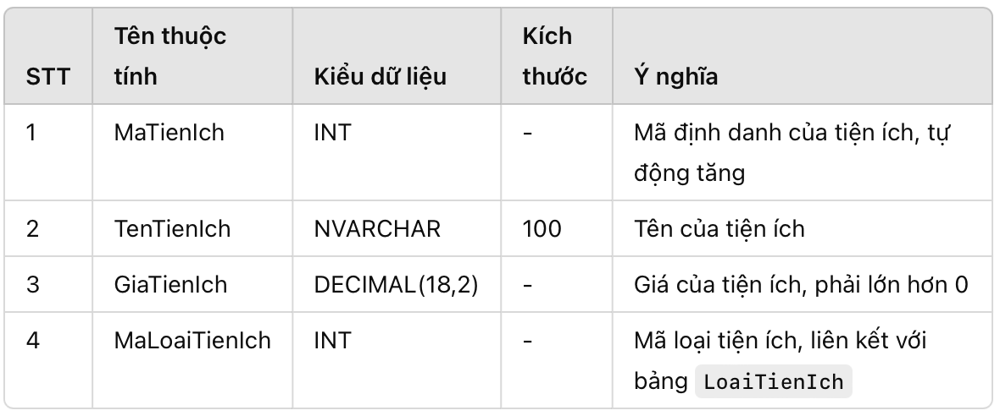 STT Tên thuộc tính Kiểu dữ liệu Kích thước Ý nghĩa
1 MaTienIch INT - Mã định danh của tiện ích, tự
động tăng
2 TenTienIch NVARCHAR 100 Tên của tiện ích
3 GiaTienIch DECIMAL(18,2) - Giá của tiện ích, phải lớn hơn 0
4 MaLoaiTienIch INT - Mã loại tiện ích, liên kết với
bảng LoaiTienIch